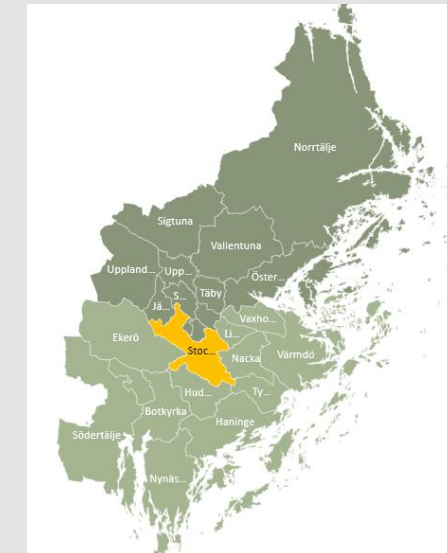 Norrtälje
Sigtuna
Vallentuna
Uppland...
Upp...
Öster...
Täby
S...
Jä...
Vaxho...
Li...
Ekerö
Stoc...
Nacka
Värmdö
Hud...
Ty...
Botkyrka
Haninge
Södertälje
Nynäs...